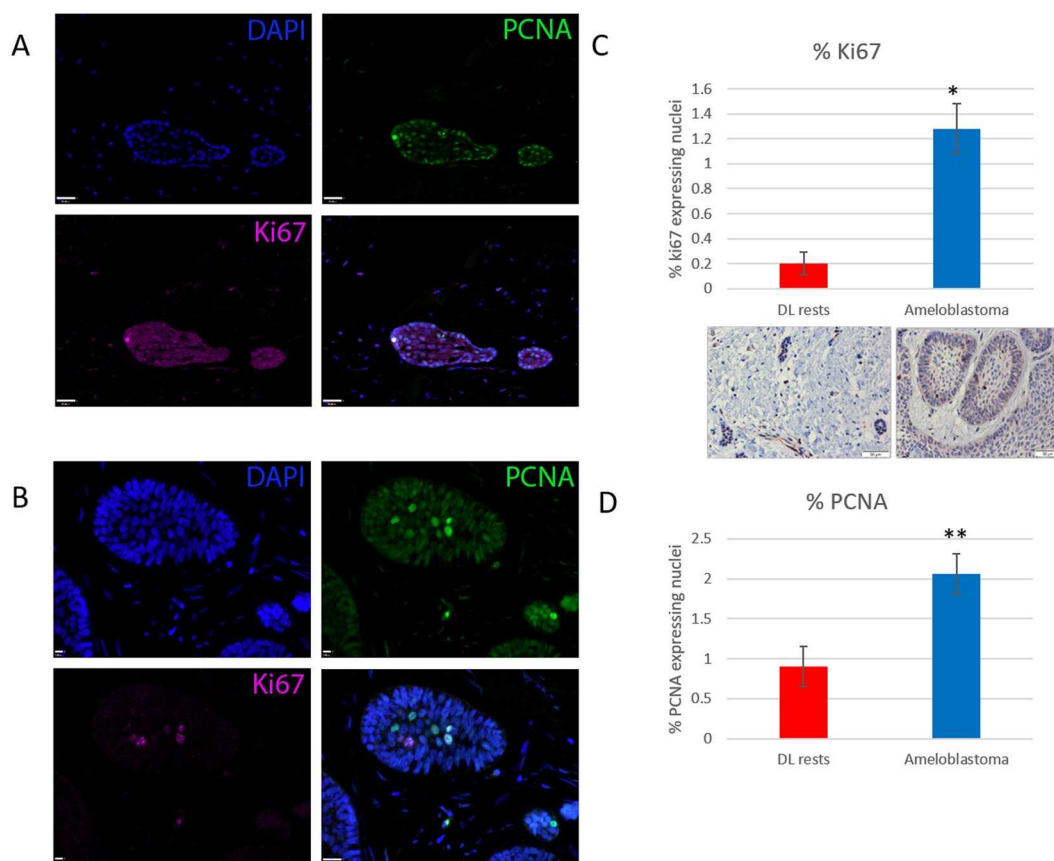 A
DAPI
PCNA
Ki67
B
DAPI
PCNA
Ki67
C
% Ki67
% ki67 expressing nuclei
1.6
1.4
*
1.2
1
0.8
0.6
0.4
0.2
0
DL rests
Ameloblastoma
D
% PCNA
% PCNA expressing nuclei
2.5
**
2
1.5
1
0.5
0
DL rests
Ameloblastoma